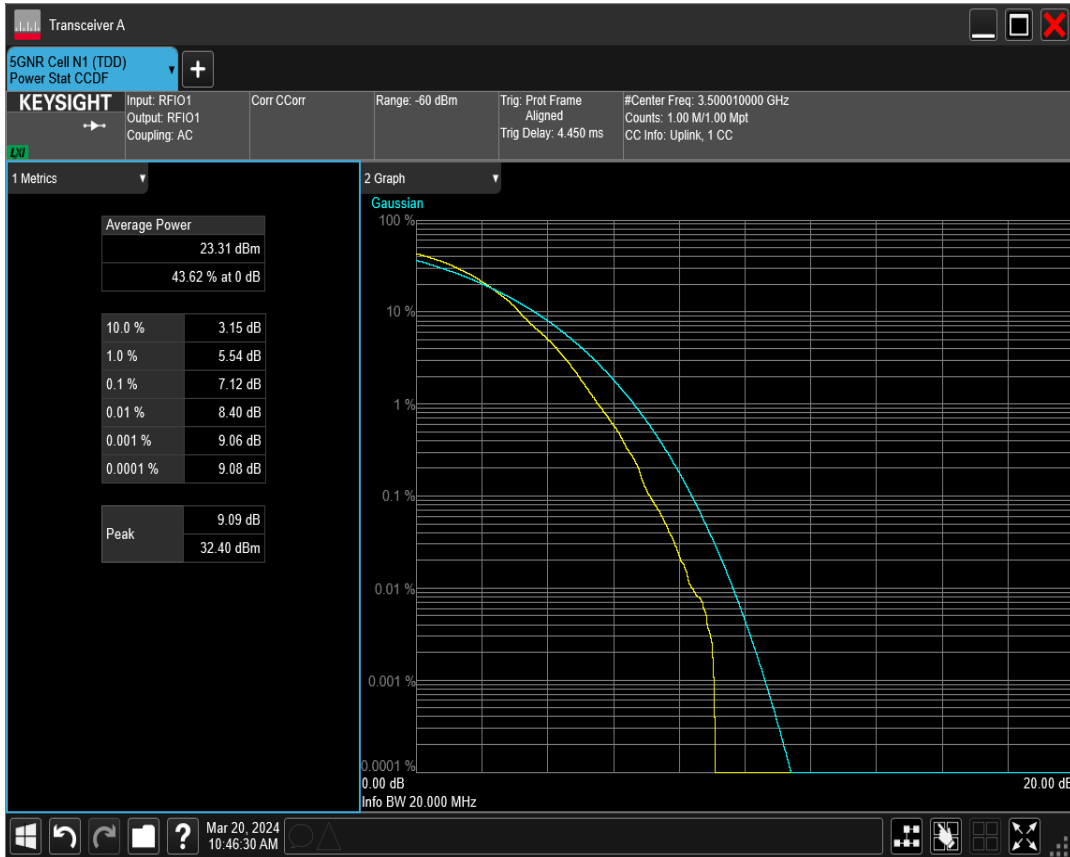 Transceiver A
5GNR Cell N1 (TDD)
Power Stat CCDF
+
KEYSIGHT
LXI
Input: RFIO1
Output: RFIO1
Coupling: AC
Corr CCorr
Range: -60 dBm
Trig: Prot Frame
Aligned
Trig Delay: 4.450 ms
#Center Freq: 3.500010000 GHz
Counts: 1.00 M/1.00 Mpt
CC Info: Uplink, 1 CC
1 Metrics
Average Power
23.31 dBm
43.62 % at 0 dB
10.0 % 3.15 dB
1.0 % 5.54 dB
0.1 % 7.12 dB
0.01 % 8.40 dB
0.001 % 9.06 dB
0.0001 % 9.08 dB
Peak
9.09 dB
32.40 dBm
2 Graph
Gaussian
100 %
10 %
1 %
0.1 %
0.01 %
0.001 %
0.0001 %
0.00 dB 20.00 dB
Info BW 20.000 MHz
?
Mar 20, 2024
10:46:30 AM